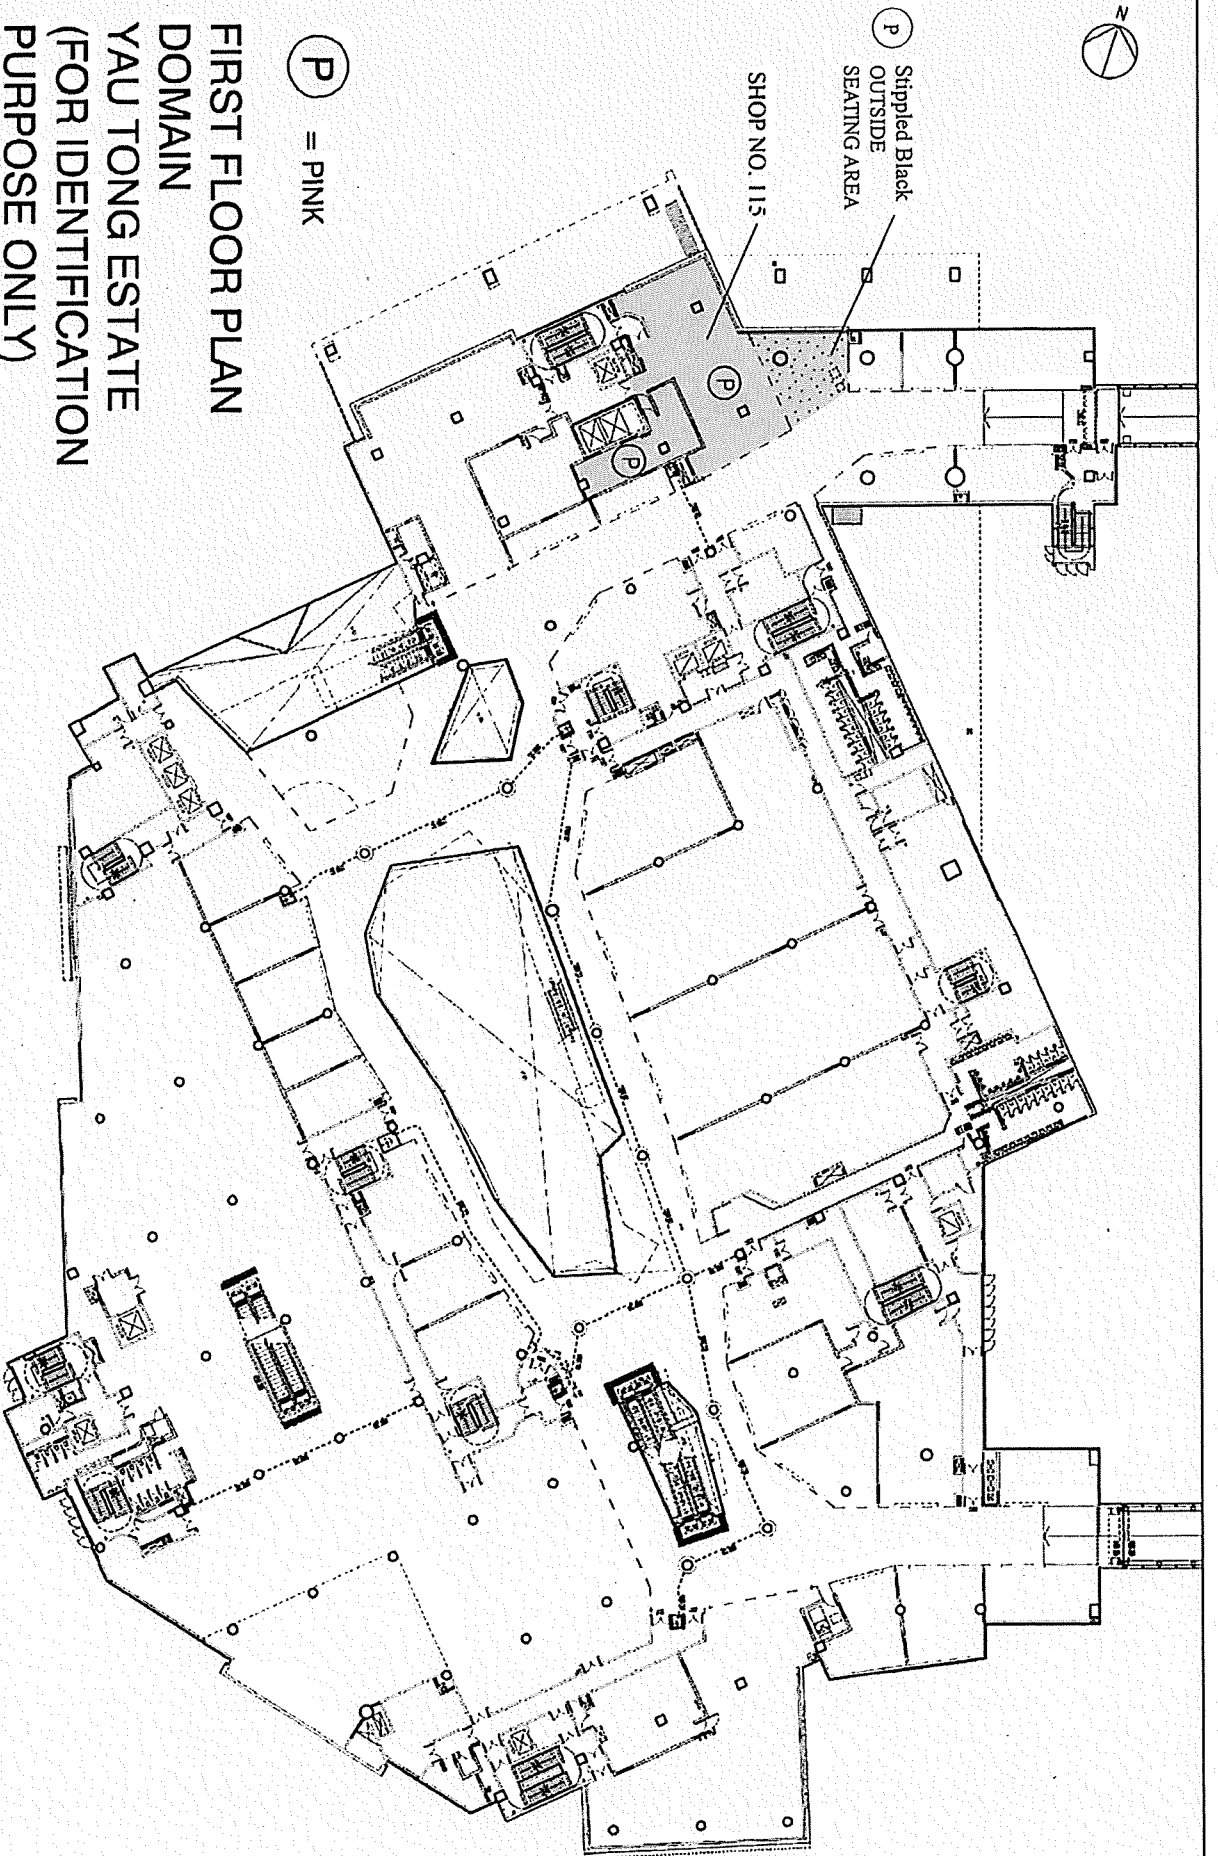 N
P Stippled Black
OUTSIDE
SEATING AREA
SHOP NO. 115
P
P
P = PINK
FIRST FLOOR PLAN
DOMAIN
YAU TONG ESTATE
(FOR IDENTIFICATION
PURPOSE ONLY)